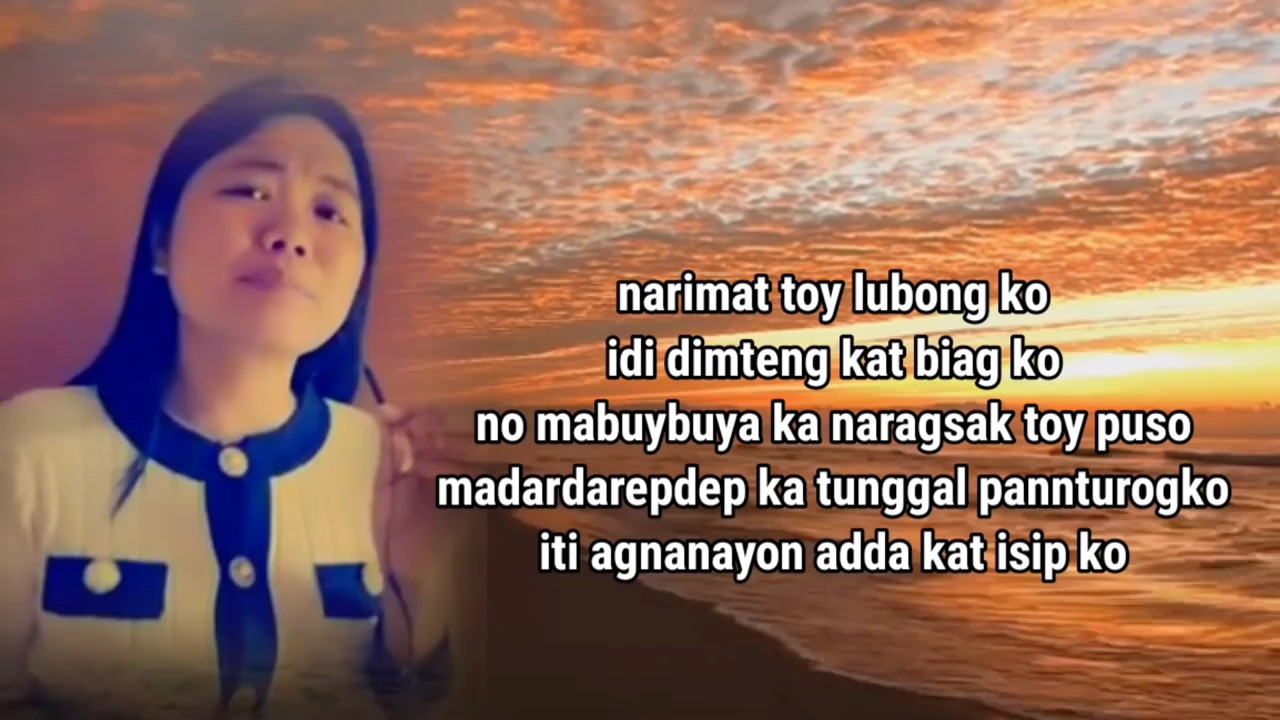 narimat toy lubong ko
idi dimteng kat biag ko
no mabuybuya ka naragsak toy puso
madardarepdep ka tunggal pannturogko
iti agnanayon adda kat isip ko